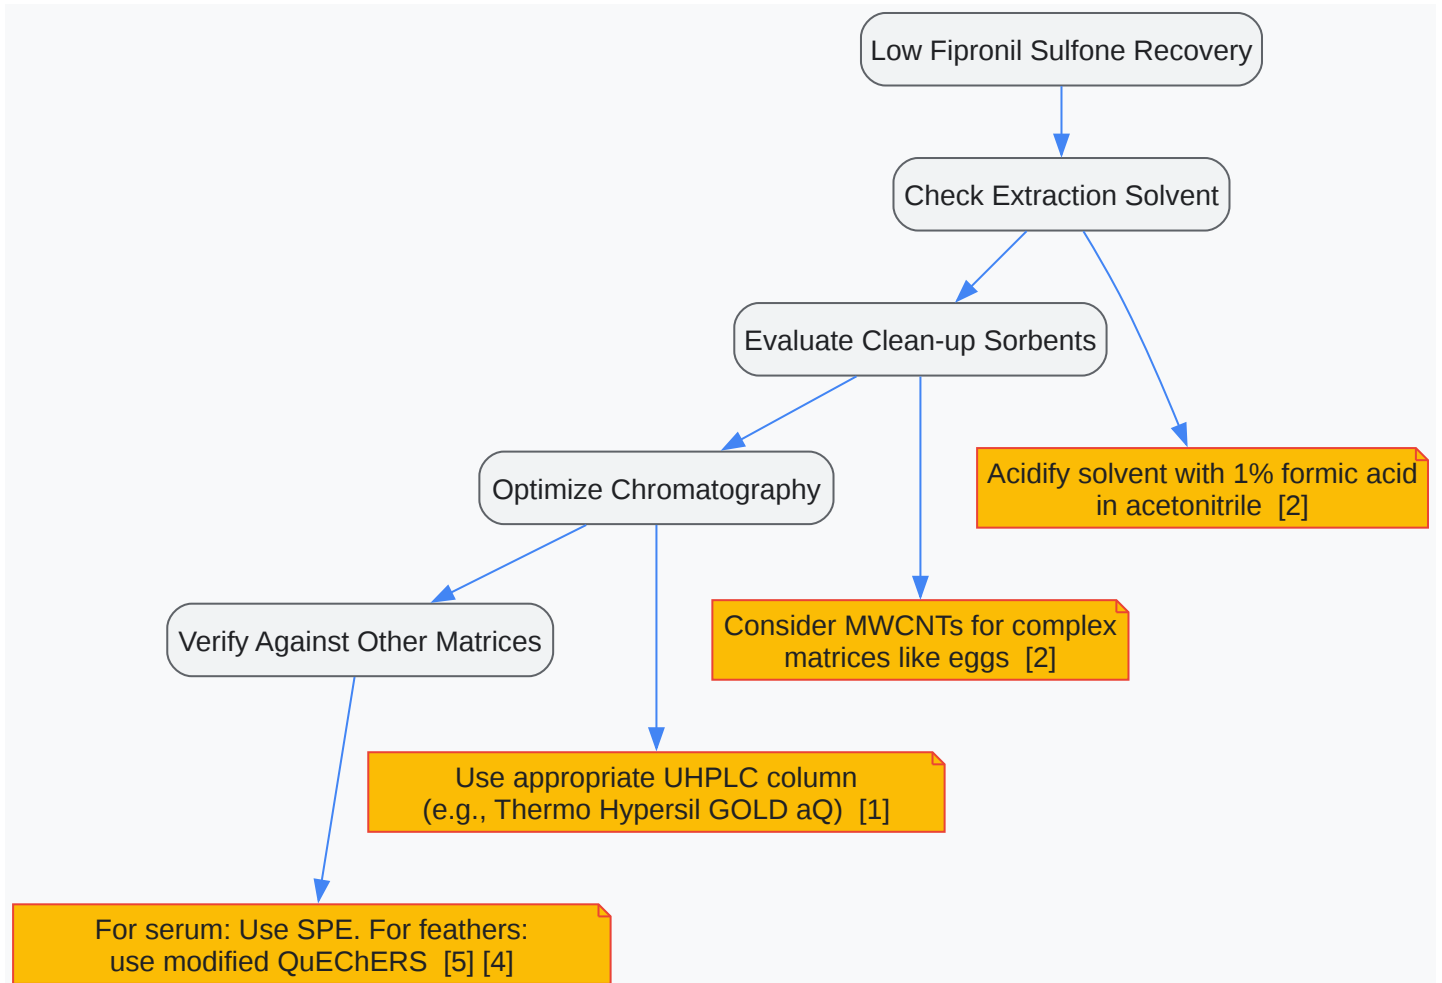 Low Fipronil Sulfone Recovery
Check Extraction Solvent
Evaluate Clean-up Sorbents
Optimize Chromatography
Acidify solvent with 1% formic acid
in acetonitrile  [2]
Verify Against Other Matrices
Consider MWCNTs for complex
matrices like eggs  [2]
Use appropriate UHPLC column
(e.g., Thermo Hypersil GOLD aQ)  [1]
For serum: Use SPE. For feathers:
use modified QuEChERS  [5] [4]